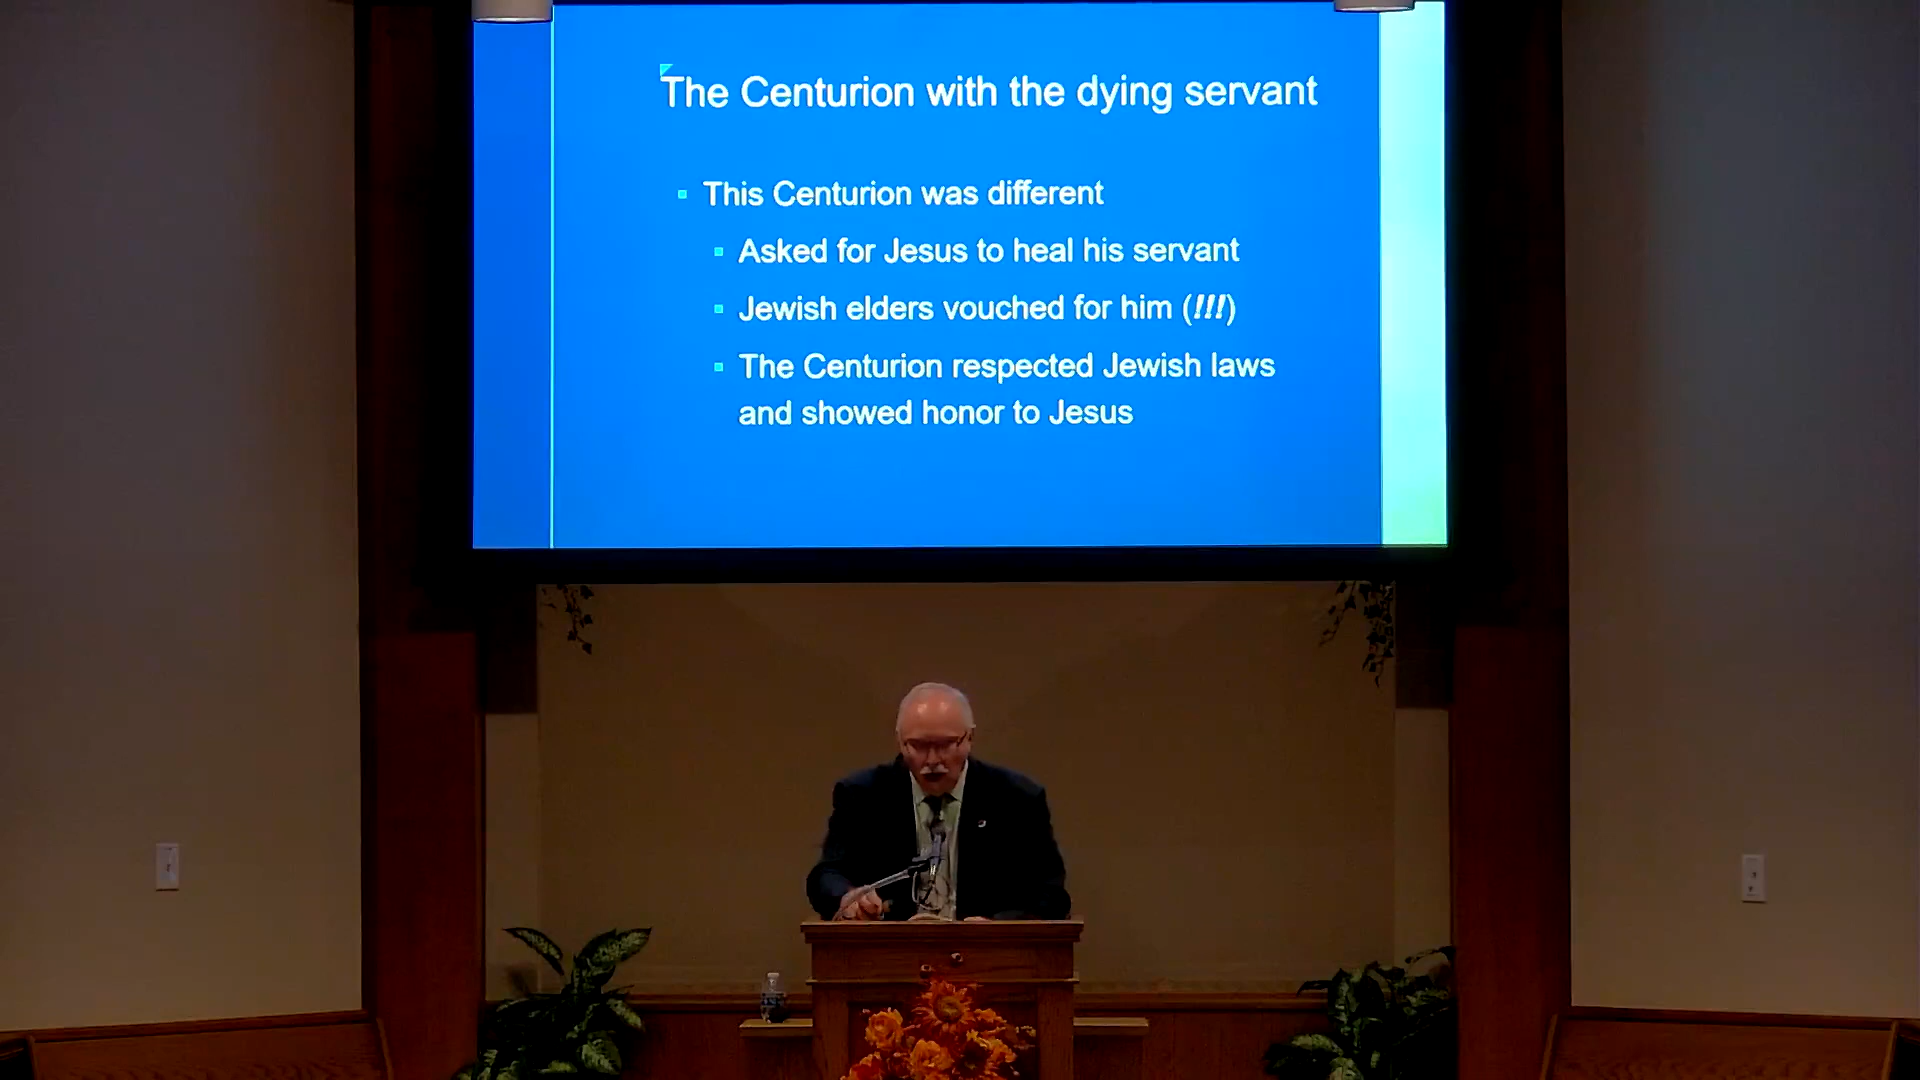 The Centurion with the dying servant
This Centurion was different
Asked for Jesus to heal his servant
Jewish elders vouched for him (!!!)
The Centurion respected Jewish laws
and showed honor to Jesus